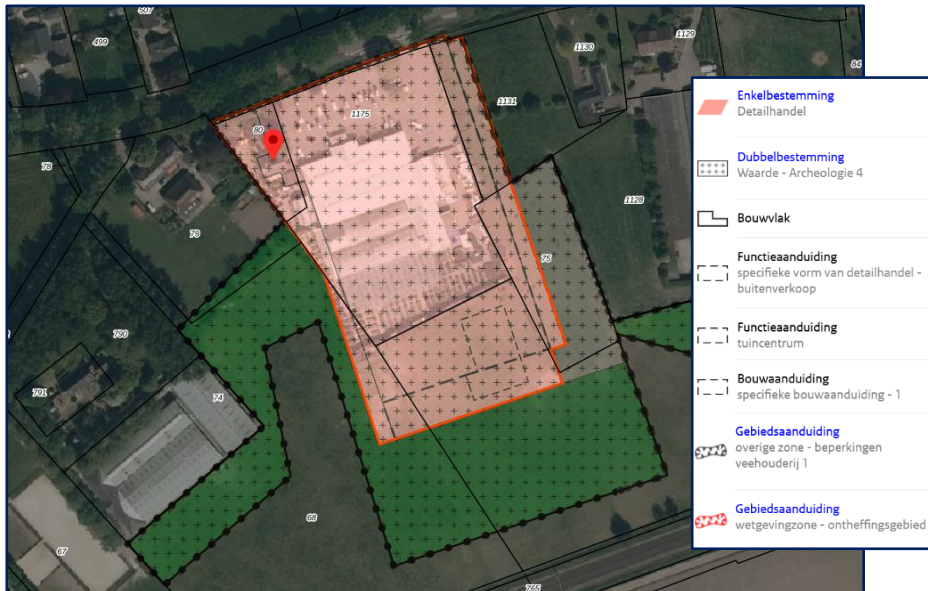 507
499
1130
1129
84
1131
1175
80
78
79
1128
75
790
791
74
68
67
765
Enkelbestemming
Detailhandel
Dubbelbestemming
Waarde - Archeologie 4
Bouwvlak
Functieaanduiding
specifieke vorm van detailhandel -
buitenverkoop
Functieaanduiding
tuincentrum
Bouwaanduiding
specifieke bouwaanduiding - 1
Gebiedsaanduiding
overige zone - beperkingen
veehouderij 1
Gebiedsaanduiding
wetgevingzone - ontheffingsgebied